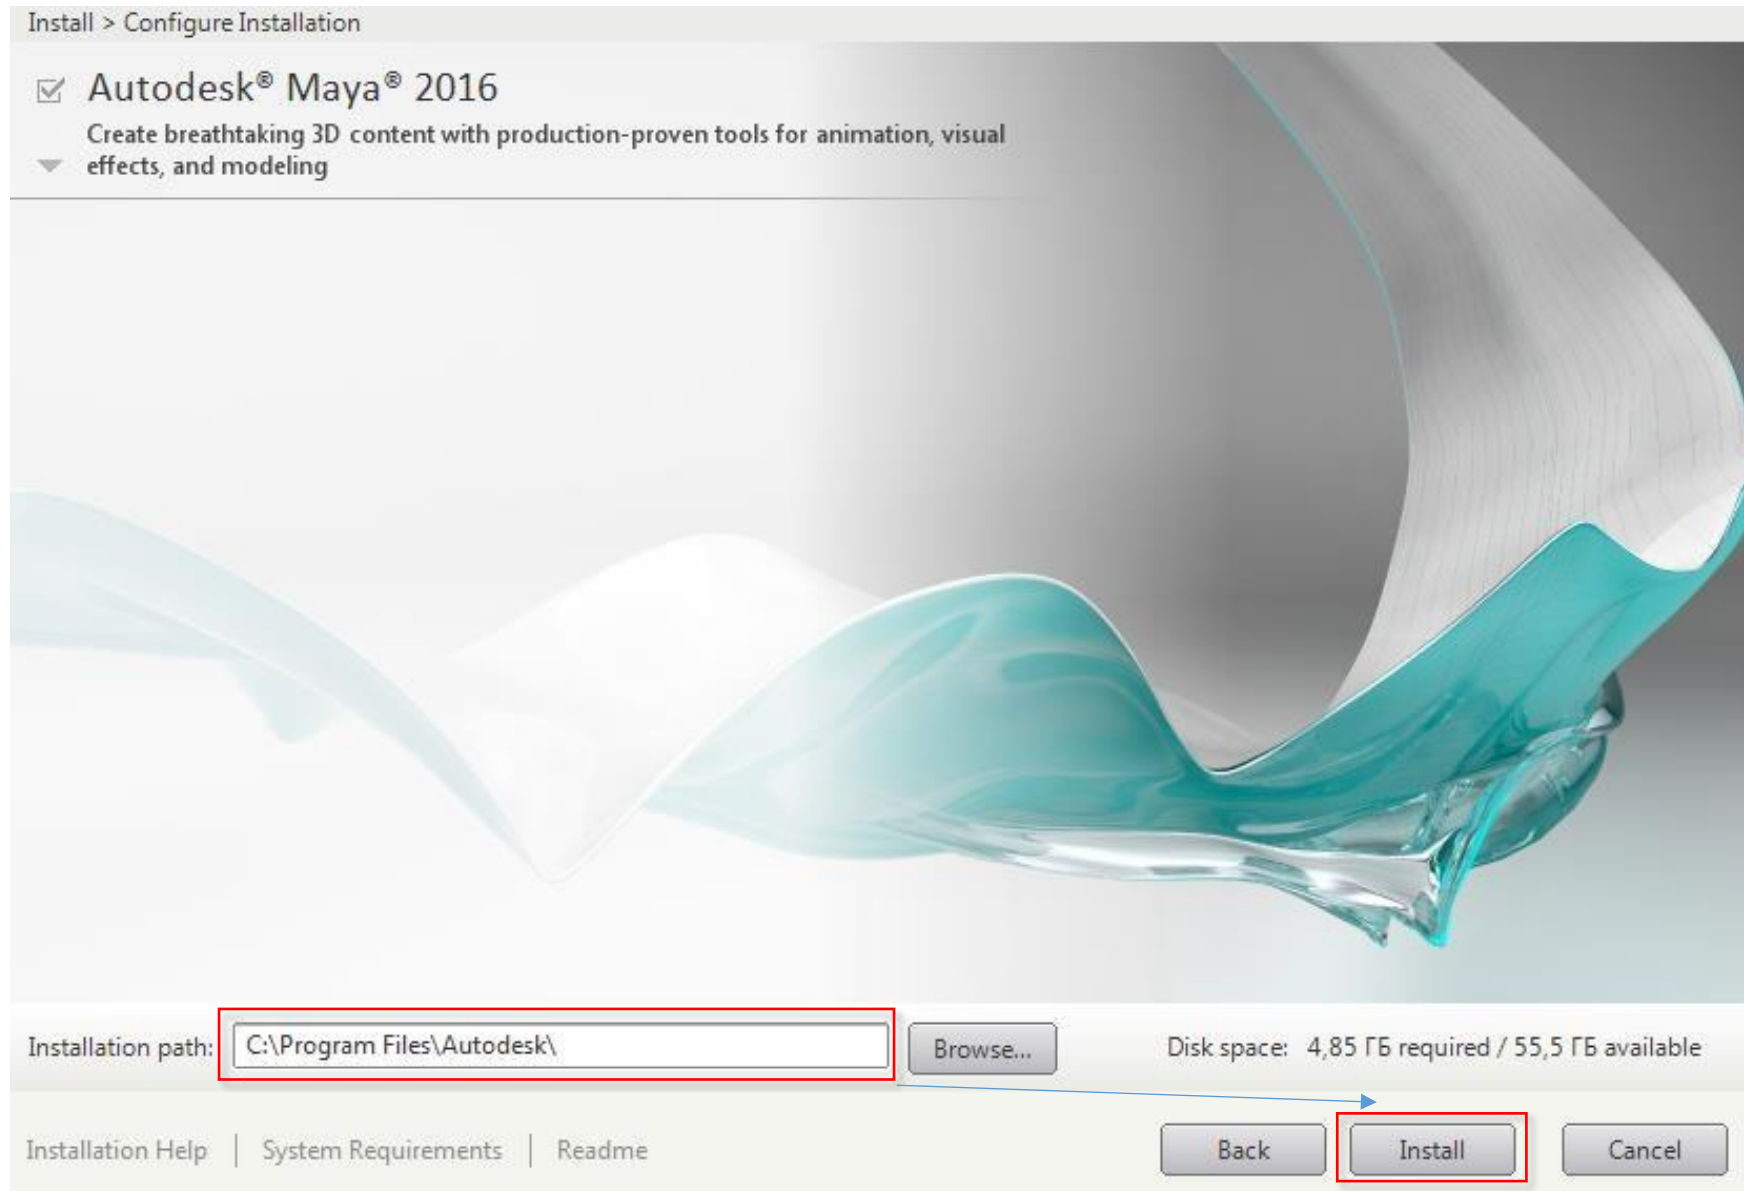 Install > Configure Installation
Autodesk® Maya® 2016
Create breathtaking 3D content with production-proven tools for animation, visual
effects, and modeling
Installation path: C:\Program Files\Autodesk\ Browse... Disk space: 4,85 ГБ required / 55,5 ГБ available
Installation Help | System Requirements | Readme Back Install Cancel